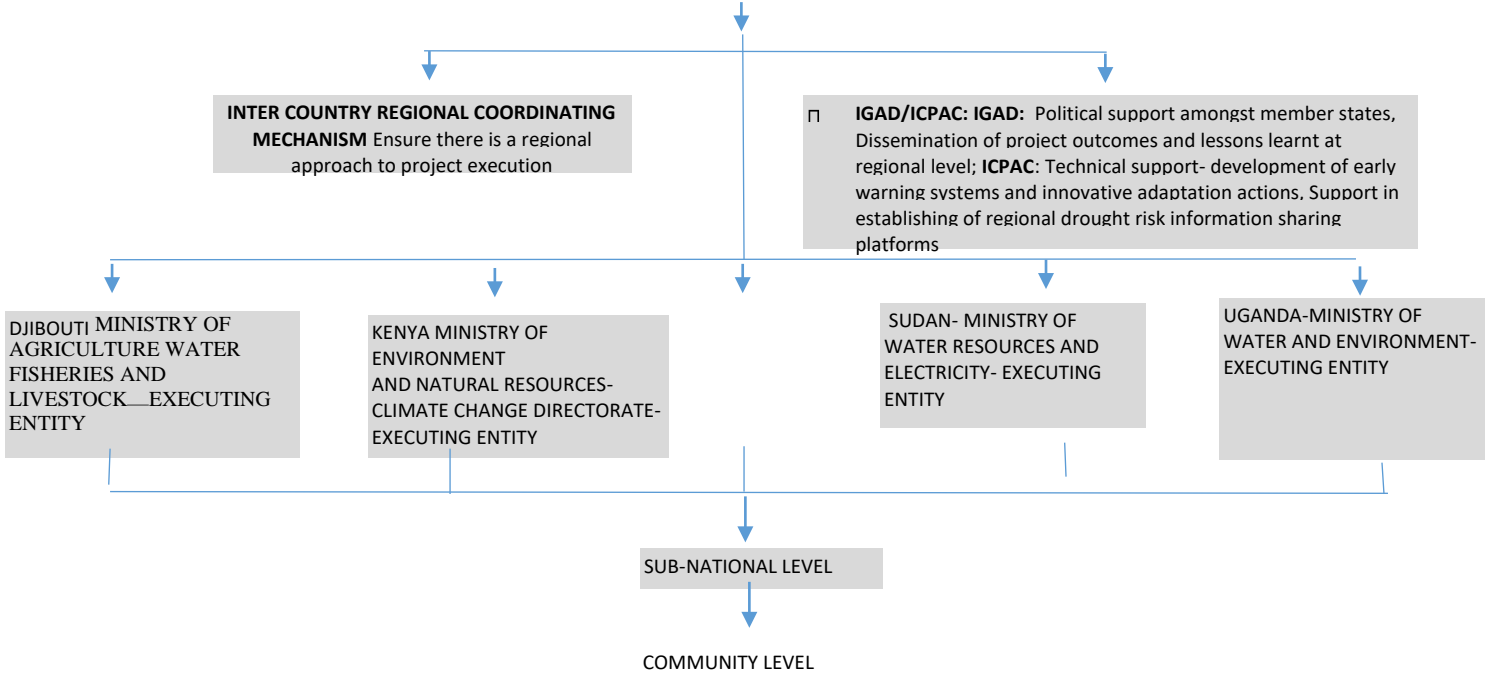 INTER COUNTRY REGIONAL COORDINATING
MECHANISM Ensure there is a regional
approach to project execution
IGAD/ICPAC: IGAD: Political support amongst member states,
Dissemination of project outcomes and lessons learnt at
regional level; ICPAC: Technical support- development of early
warning systems and innovative adaptation actions, Support in
establishing of regional drought risk information sharing
platforms
DJIBOUTI MINISTRY OF
AGRICULTURE WATER
FISHERIES AND
LIVESTOCK—EXECUTING
ENTITY
KENYA MINISTRY OF
ENVIRONMENT
AND NATURAL RESOURCES-
CLIMATE CHANGE DIRECTORATE-
EXECUTING ENTITY
SUDAN- MINISTRY OF
WATER RESOURCES AND
ELECTRICITY- EXECUTING
ENTITY
UGANDA-MINISTRY OF
WATER AND ENVIRONMENT-
EXECUTING ENTITY
SUB-NATIONAL LEVEL
COMMUNITY LEVEL